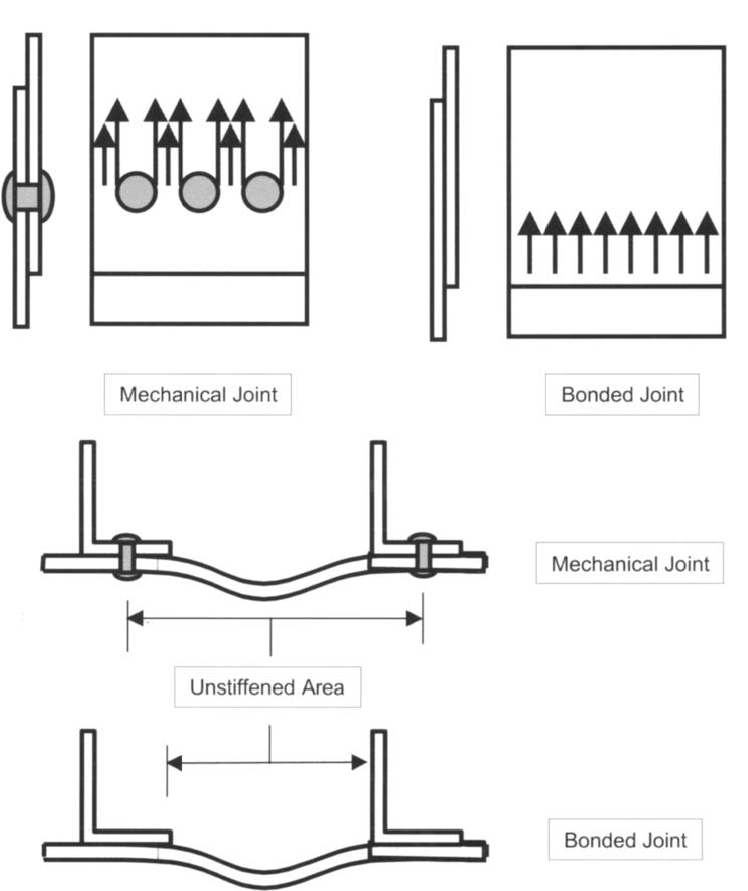 Mechanical Joint
Bonded Joint
Mechanical Joint
Unstiffened Area
Bonded Joint